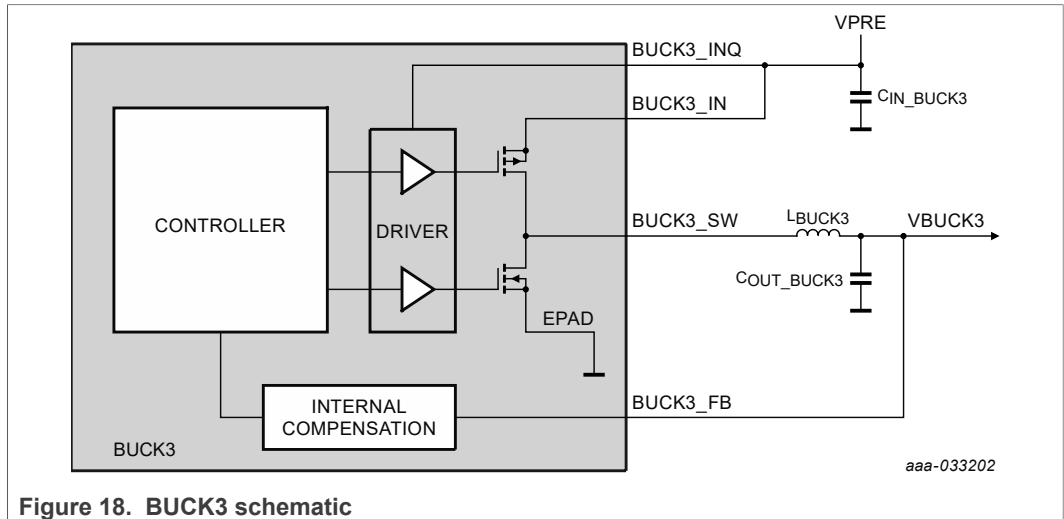 VPRE
BUCK3_INQ
CIN_BUCK3
BUCK3_IN
CONTROLLER
DRIVER
BUCK3_SW
LBUCK3
VBUCK3
COUT_BUCK3
EPAD
BUCK3_FB
INTERNAL
COMPENSATION
BUCK3
aaa-033202
Figure 18. BUCK3 schematic